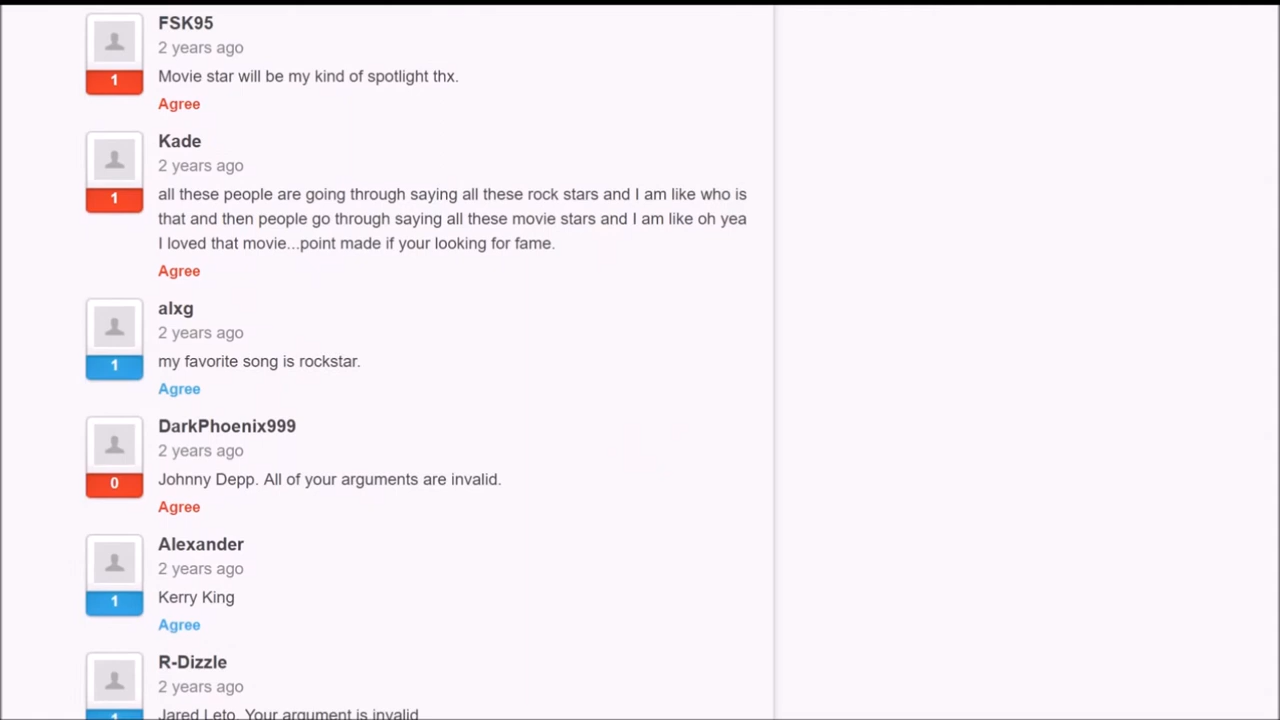 FSK95
2 years ago
1
Movie star will be my kind of spotlight thx.
Agree
Kade
2 years ago
1
all these people are going through saying all these rock stars and I am like who is
that and then people go through saying all these movie stars and I am like oh yea
I loved that movie...point made if your looking for fame.
Agree
alxg
2 years ago
1
my favorite song is rockstar.
Agree
DarkPhoenix999
2 years ago
0
Johnny Depp. All of your arguments are invalid.
Agree
Alexander
2 years ago
1
Kerry King
Agree
R-Dizzle
2 years ago
1
Jared Leto. Your argument is invalid